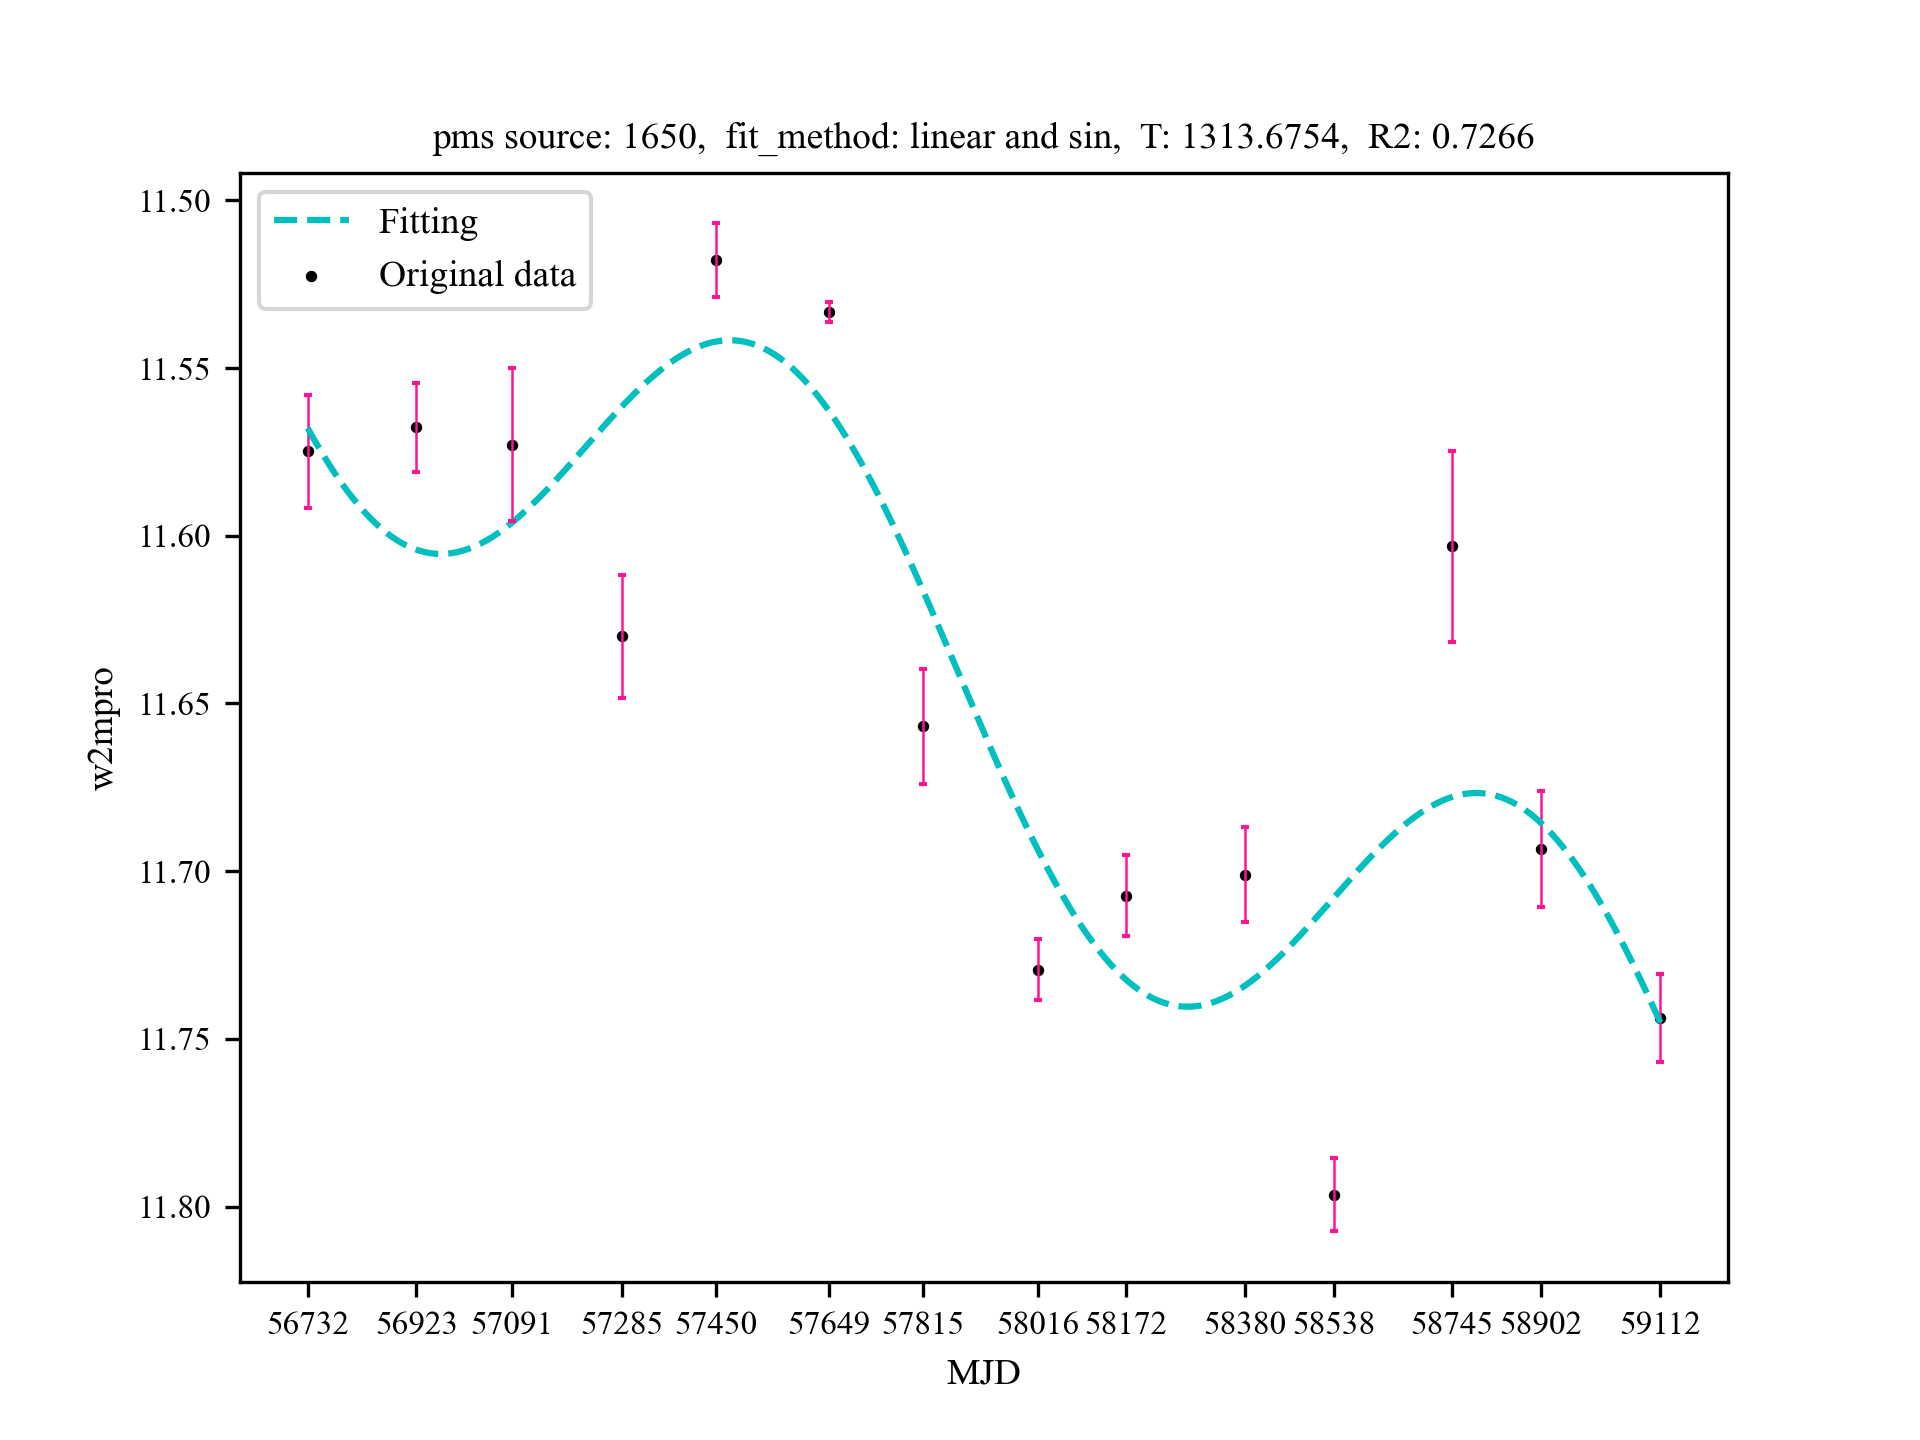 pms source: 1650, fit_method: linear and sin, T: 1313.6754, R2: 0.7266
Fitting
Original data
11.50
11.55
11.60
11.65
11.70
11.75
11.80
w2mpro
56732 56923 57091 57285 57450 57649 57815 58016 58172 58380 58538 58745 58902 59112
MJD